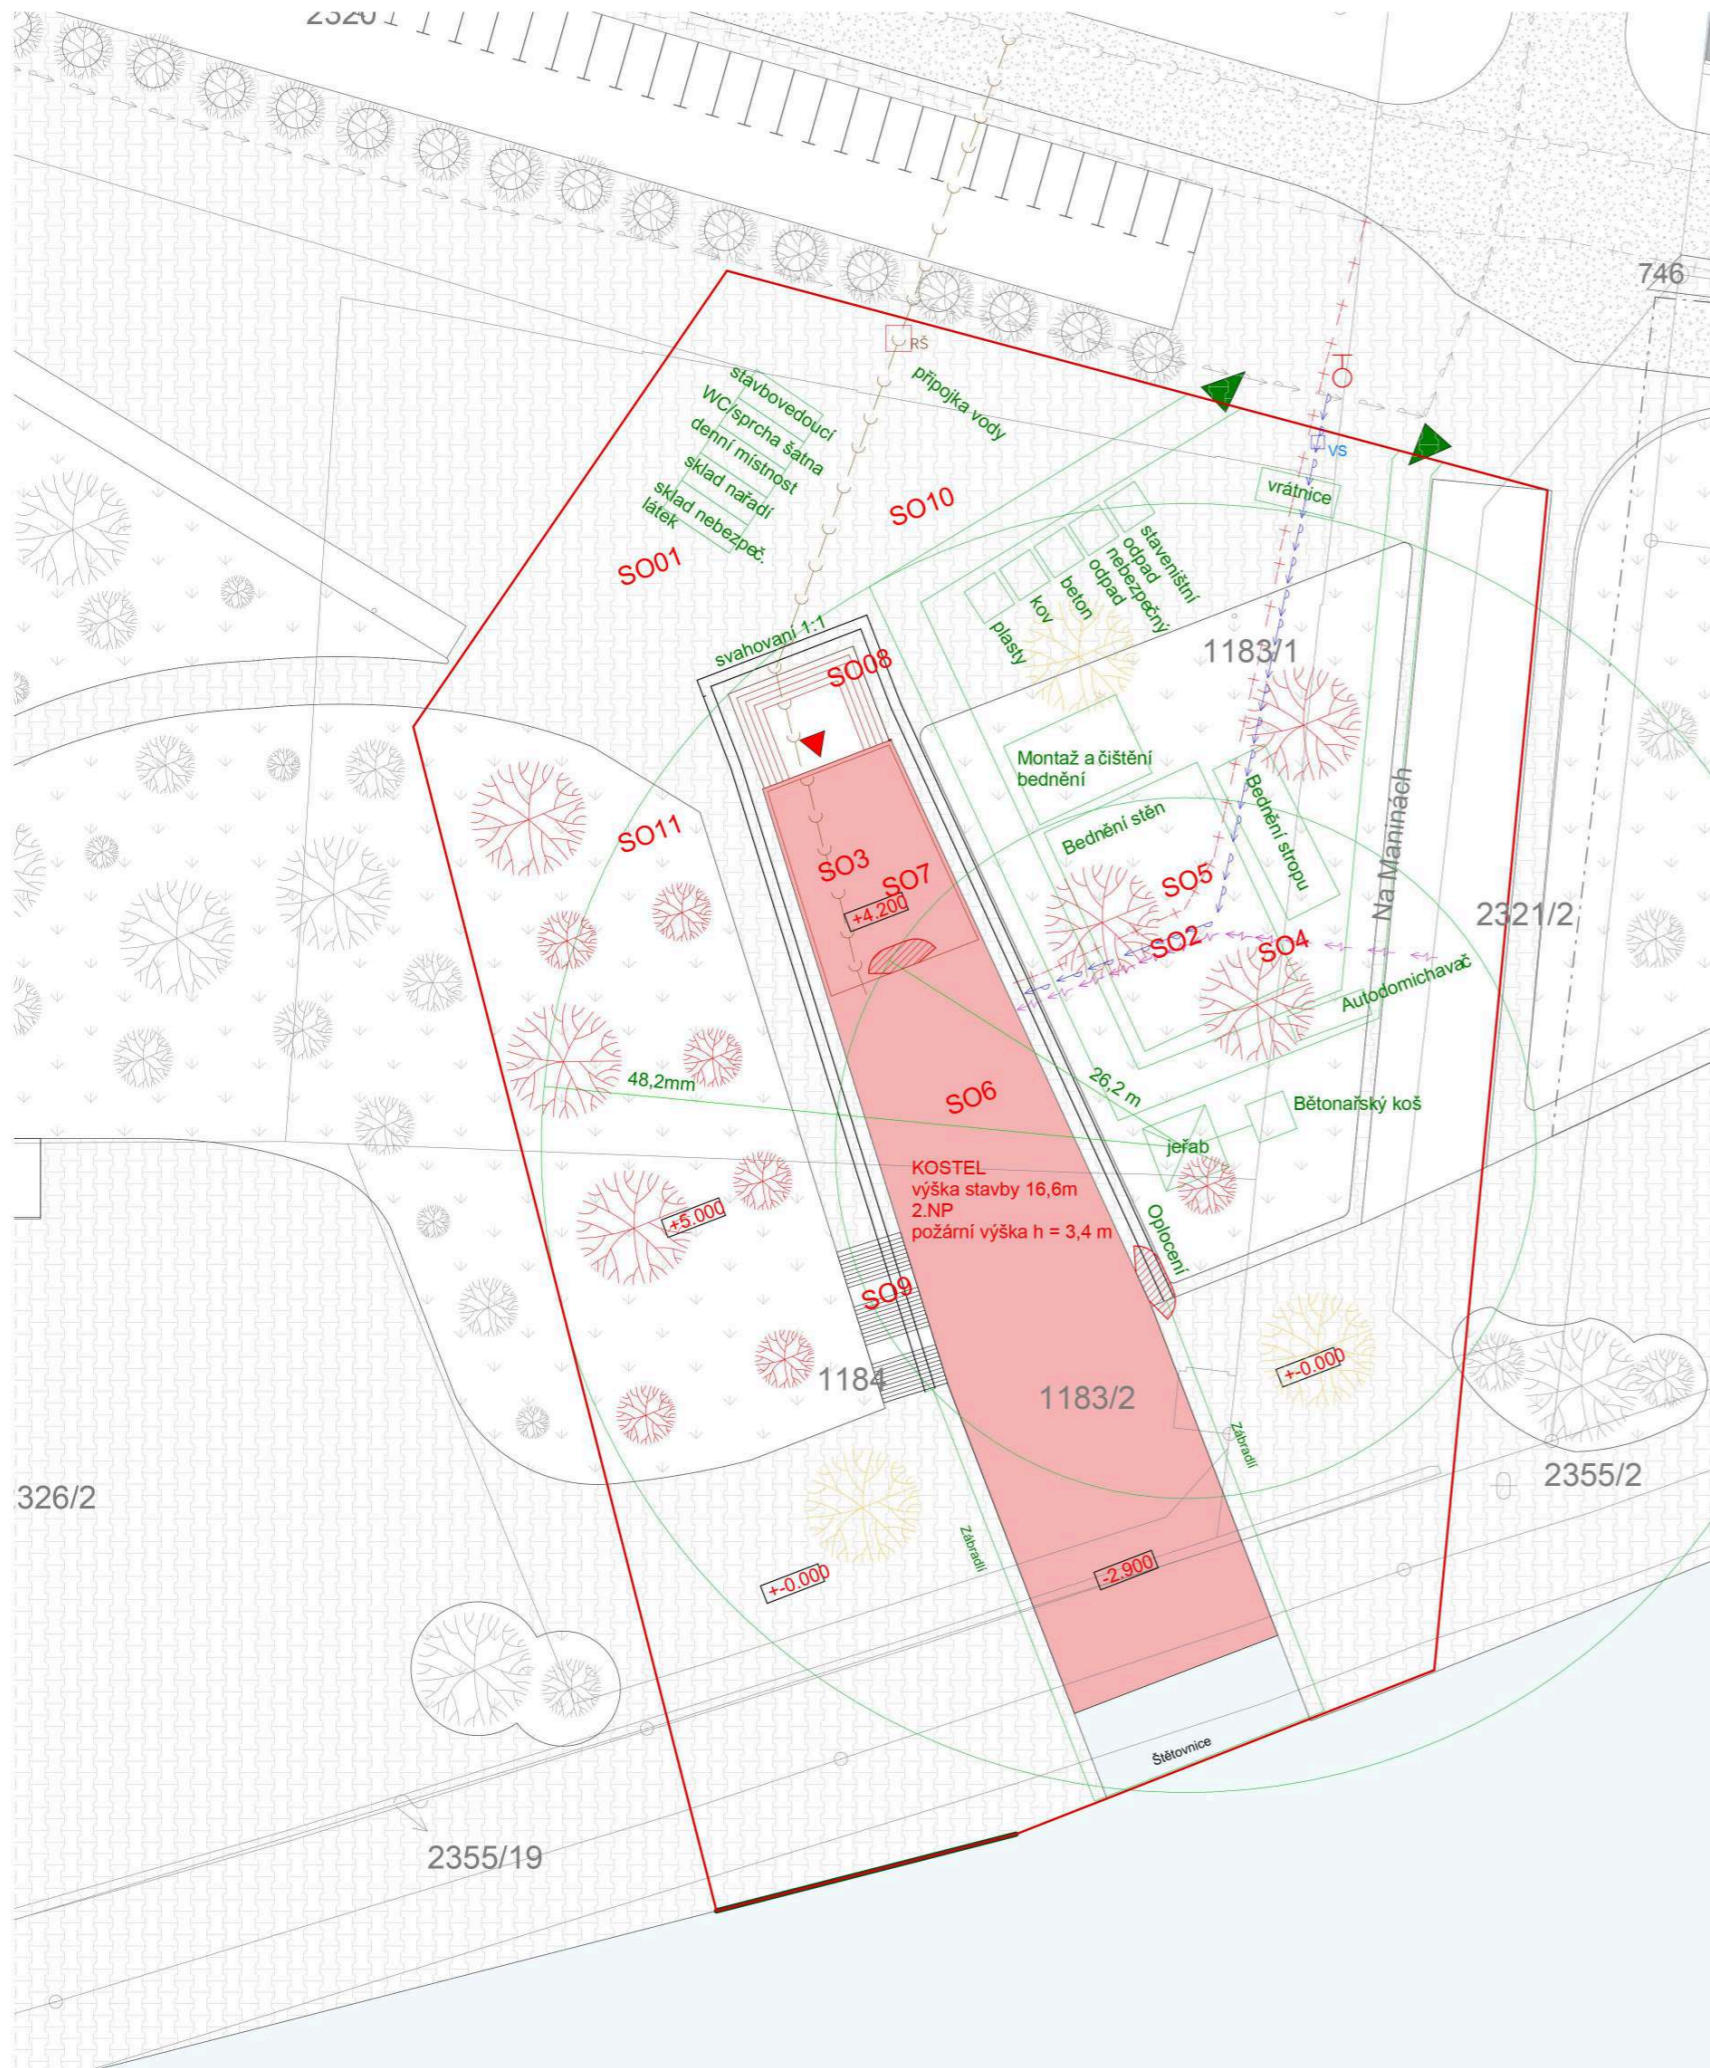 2320
746
RŠ
připojka vody
stavbovedoucí
WC/sprcha šatna
denní místnost
sklad nařadí
sklad nebezpeč.
látek
VS
vrátnice
SO10
SO01
staveništní
odpad
nebezpečný
odpad
beton
kov
plasty
svahovaní 1:1
SO08
1183/1
Montaž a čištění
bednění
Bednění stěn
Bednění stropu
Na Maninách
SO11
SO3
SO7
+4.200
SO5
SO2
SO4
2321/2
Autodomichavač
48,2mm
26,2 m
SO6
Bětonařský koš
jeřab
KOSTEL
výška stavby 16,6m
2.NP
požární výška h = 3,4 m
+5.000
Oplocení
SO9
1184
1183/2
+-0.000
Zábradlí
2355/2
326/2
Zábradlí
+-0.000
-2.900
Štětovnice
2355/19